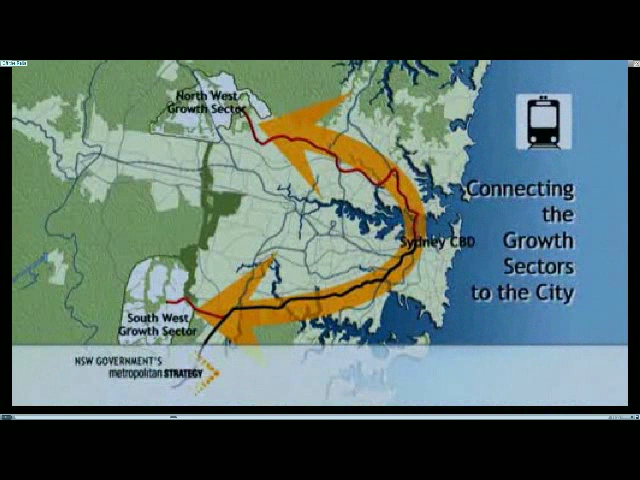 North West
Growth Sector
Connecting
the
Growth
Sectors
to the City
Sydney CBD
South West
Growth Sector
NSW GOVERNMENT'S
metropolitan STRATEGY